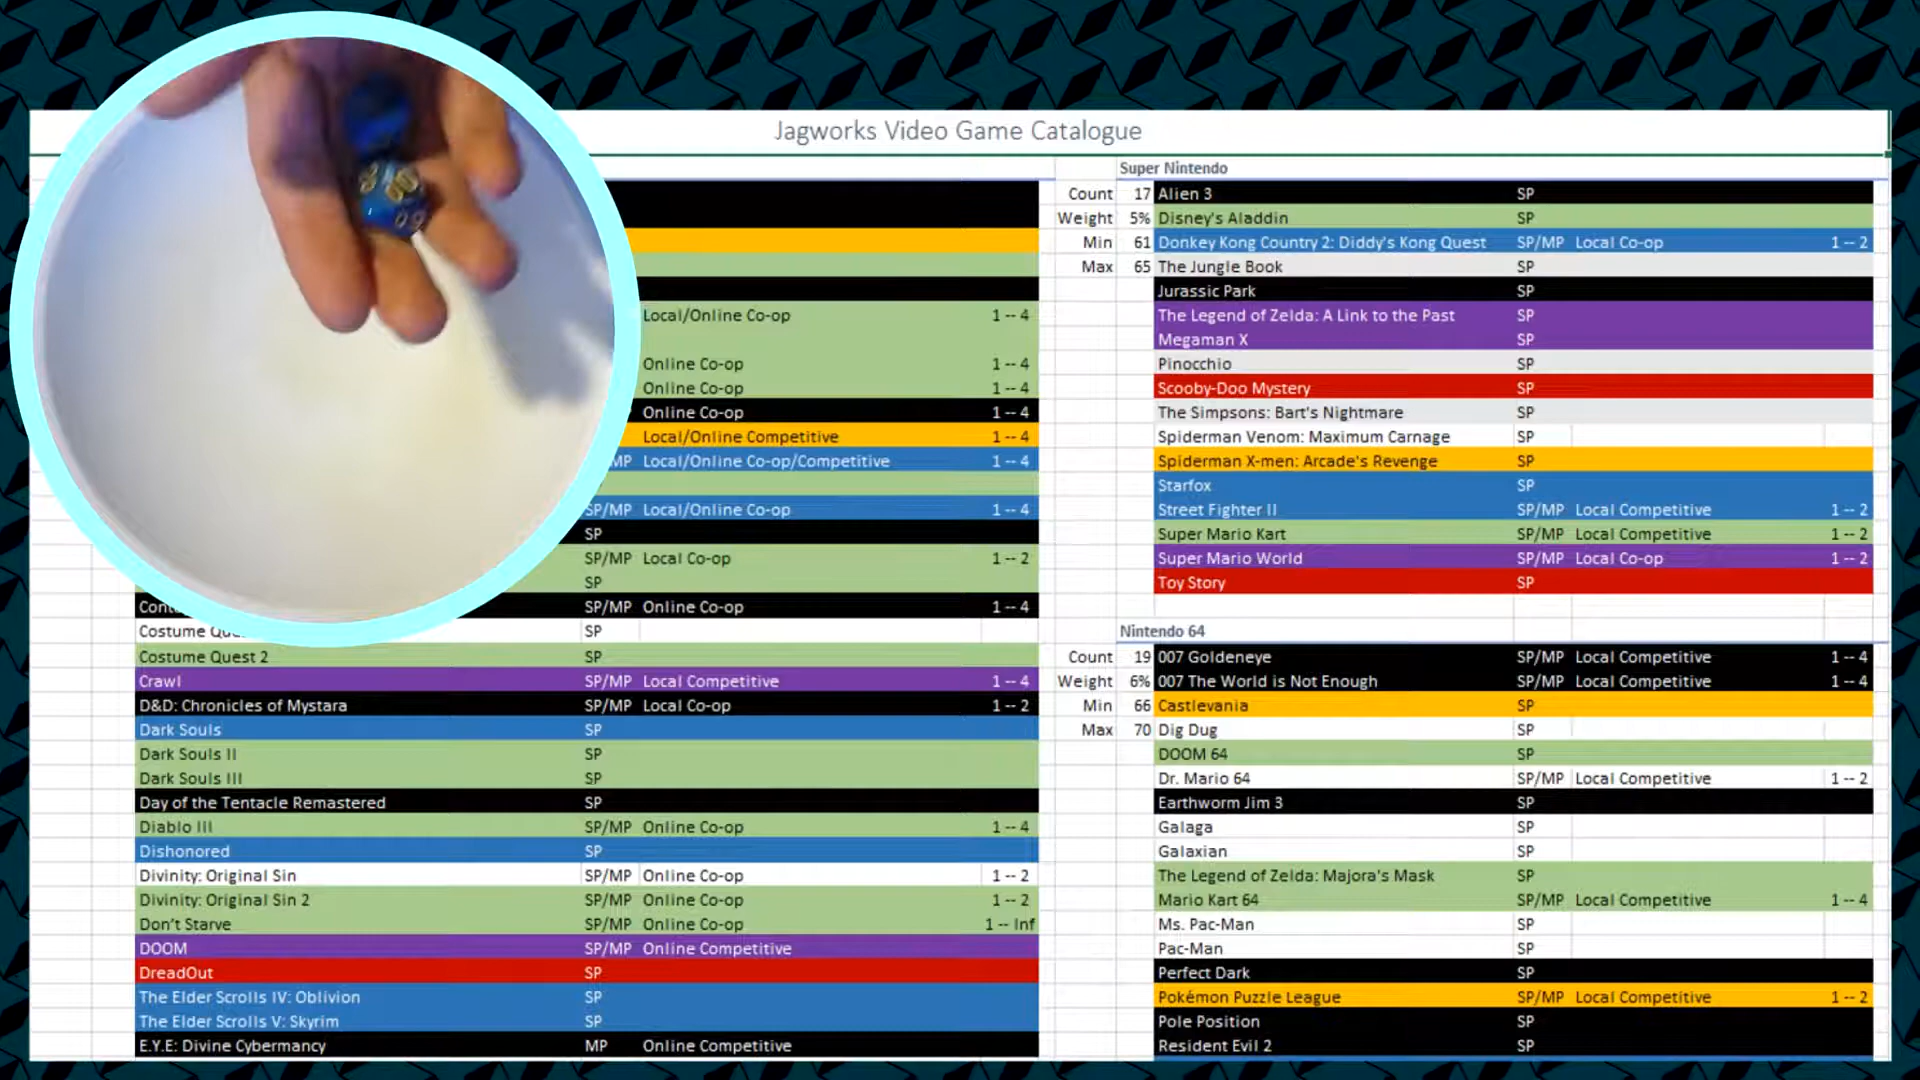 Jagworks Video Game Catalogue
Local/Online Co-op 1 -- 4
Online Co-op 1 -- 4
Online Co-op 1 -- 4
Online Co-op 1 -- 4
Local/Online Competitive 1 -- 4
MP Local/Online Co-op/Competitive 1 -- 4
SP/MP Local/Online Co-op 1 -- 4
SP
SP/MP Local Co-op 1 -- 2
SP
SP/MP Online Co-op 1 -- 4
Costume SP
Costume Quest 2 SP
Crawl SP/MP Local Competitive 1 -- 4
D&D: Chronicles of Mystara SP/MP Local Co-op 1 -- 2
Dark Souls SP
Dark Souls II SP
Dark Souls III SP
Day of the Tentacle Remastered SP
Diablo III SP/MP Online Co-op 1 -- 4
Dishonored SP
Divinity: Original Sin SP/MP Online Co-op 1 -- 2
Divinity: Original Sin 2 SP/MP Online Co-op 1 -- 2
Don't Starve SP/MP Online Co-op 1 -- Inf
DOOM SP/MP Online Competitive
DreadOut SP
The Elder Scrolls IV: Oblivion SP
The Elder Scrolls V: Skyrim SP
E.Y.E: Divine Cybermancy MP Online Competitive
Super Nintendo
Count 17 Alien 3 SP
Weight 5% Disney's Aladdin SP
Min 61 Donkey Kong Country 2: Diddy's Kong Quest SP/MP Local Co-op 1 -- 2
Max 65 The Jungle Book SP
Jurassic Park SP
The Legend of Zelda: A Link to the Past SP
Megaman X SP
Pinocchio SP
Scooby-Doo Mystery SP
The Simpsons: Bart's Nightmare SP
Spiderman Venom: Maximum Carnage SP
Spiderman X-men: Arcade's Revenge SP
Starfox SP
Street Fighter II SP/MP Local Competitive 1 -- 2
Super Mario Kart SP/MP Local Competitive 1 -- 2
Super Mario World SP/MP Local Co-op 1 -- 2
Toy Story SP
Nintendo 64
Count 19 007 Goldeneye SP/MP Local Competitive 1 -- 4
Weight 6% 007 The World is Not Enough SP/MP Local Competitive 1 -- 4
Min 66 Castlevania SP
Max 70 Dig Dug SP
DOOM 64 SP
Dr. Mario 64 SP/MP Local Competitive 1 -- 2
Earthworm Jim 3 SP
Galaga SP
Galaxian SP
The Legend of Zelda: Majora's Mask SP
Mario Kart 64 SP/MP Local Competitive 1 -- 4
Ms. Pac-Man SP
Pac-Man SP
Perfect Dark SP
Pokémon Puzzle League SP/MP Local Competitive 1 -- 2
Pole Position SP
Resident Evil 2 SP